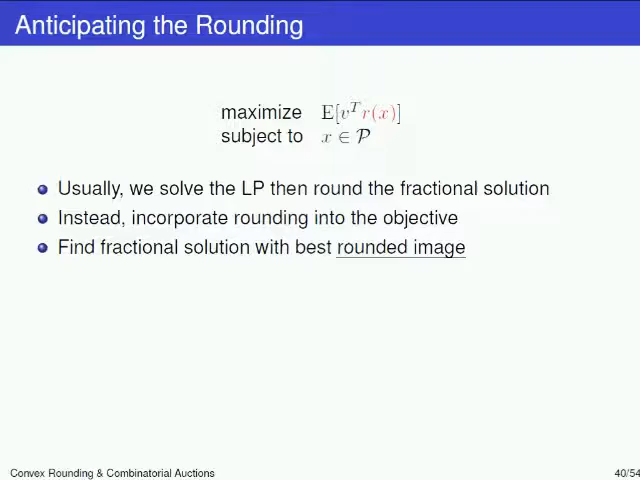 Anticipating the Rounding
maximize E[v^T r(x)]
subject to x ∈ P
Usually, we solve the LP then round the fractional solution
Instead, incorporate rounding into the objective
Find fractional solution with best rounded image
Convex Rounding & Combinatorial Auctions 40/54